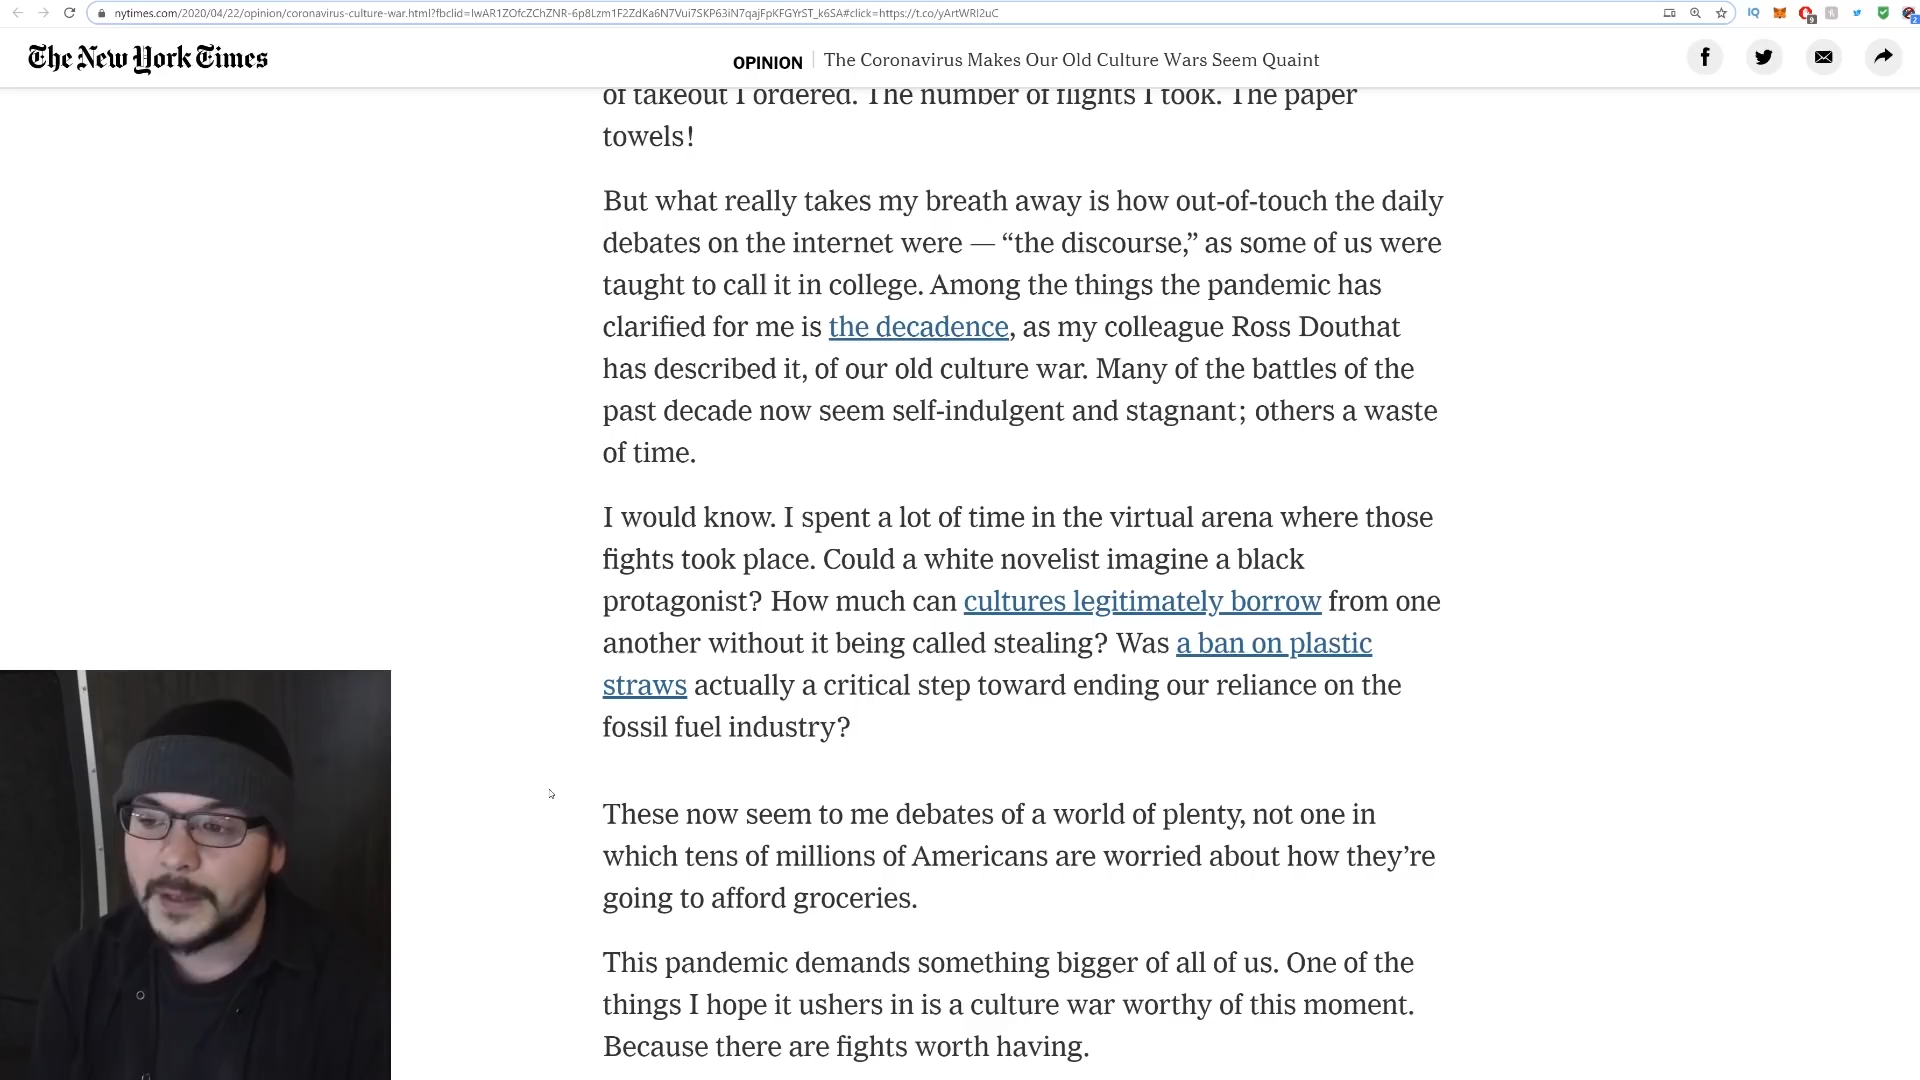 nytimes.com/2020/04/22/opinion/coronavirus-culture-war.html?fbclid=IwAR1ZOfcZChZNR-6p8Lzm1F2ZdKa6N7Vui7SKP63iN7qajFpKFGYrST_k6SA#click=https://t.co/yArtWRI2uC
The New York Times
OPINION | The Coronavirus Makes Our Old Culture Wars Seem Quaint
of takeout I ordered. The number of flights I took. The paper
towels!
But what really takes my breath away is how out-of-touch the daily
debates on the internet were — “the discourse,” as some of us were
taught to call it in college. Among the things the pandemic has
clarified for me is the decadence, as my colleague Ross Douthat
has described it, of our old culture war. Many of the battles of the
past decade now seem self-indulgent and stagnant; others a waste
of time.
I would know. I spent a lot of time in the virtual arena where those
fights took place. Could a white novelist imagine a black
protagonist? How much can cultures legitimately borrow from one
another without it being called stealing? Was a ban on plastic
straws actually a critical step toward ending our reliance on the
fossil fuel industry?
These now seem to me debates of a world of plenty, not one in
which tens of millions of Americans are worried about how they’re
going to afford groceries.
This pandemic demands something bigger of all of us. One of the
things I hope it ushers in is a culture war worthy of this moment.
Because there are fights worth having.